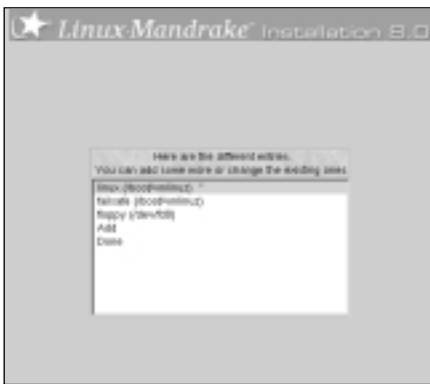 Linux-Mandrake Installation 8.0
Here are the different entries.
You can add some more or change the existing ones.
linux (/boot/vmlinuz) *
failsafe (/boot/vmlinuz)
floppy (/dev/fd0)
Add
Done